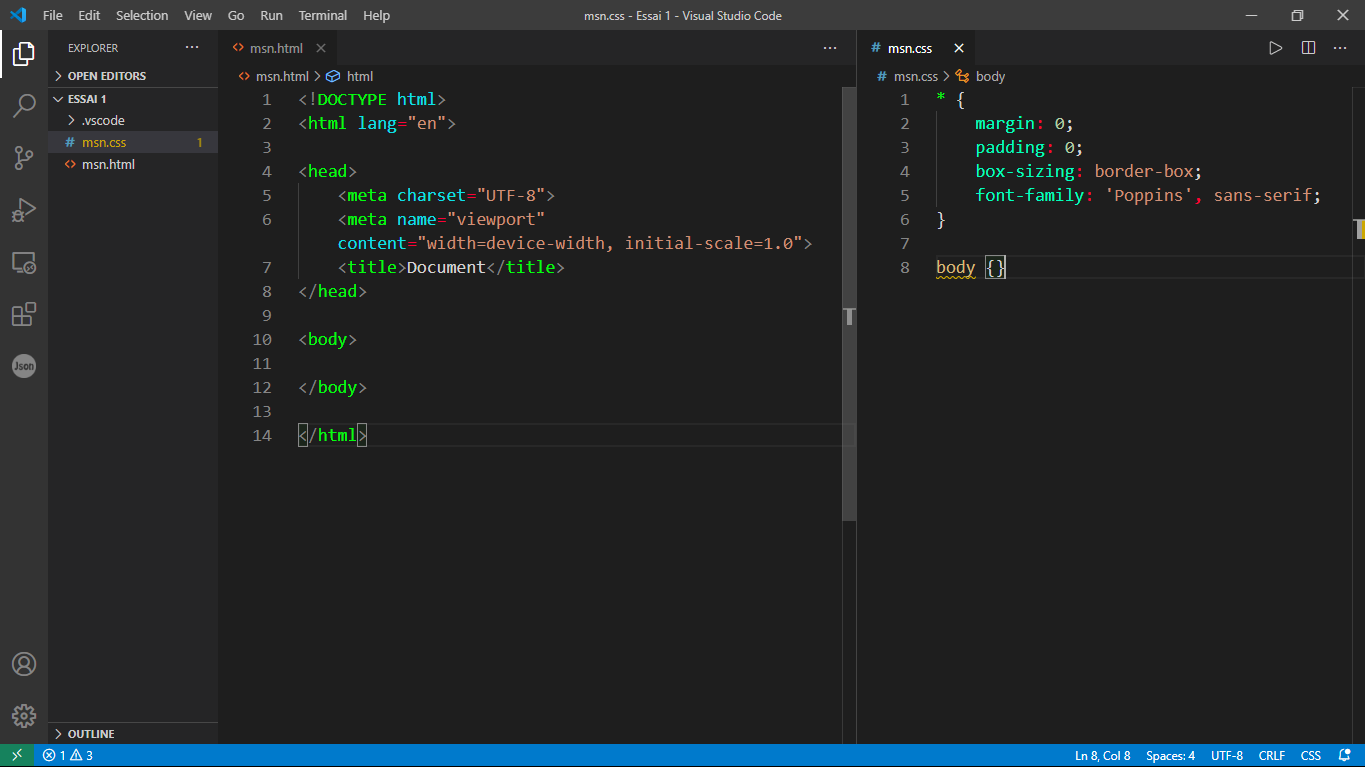 File Edit Selection View Go Run Terminal Help msn.css - Essai 1 - Visual Studio Code
EXPLORER
OPEN EDITORS
ESSAI 1
.vscode
# msn.css 1
<> msn.html
OUTLINE
<> msn.html
<> msn.html > html
1 <!DOCTYPE html>
2 <html lang="en">
3
4 <head>
5 <meta charset="UTF-8">
6 <meta name="viewport"
content="width=device-width, initial-scale=1.0">
7 <title>Document</title>
8 </head>
9
10 <body>
11
12 </body>
13
14 </html>
# msn.css
# msn.css > body
1 * {
2 margin: 0;
3 padding: 0;
4 box-sizing: border-box;
5 font-family: 'Poppins', sans-serif;
6 }
7
8 body {}
Json
1 3 Ln 8, Col 8 Spaces: 4 UTF-8 CRLF CSS